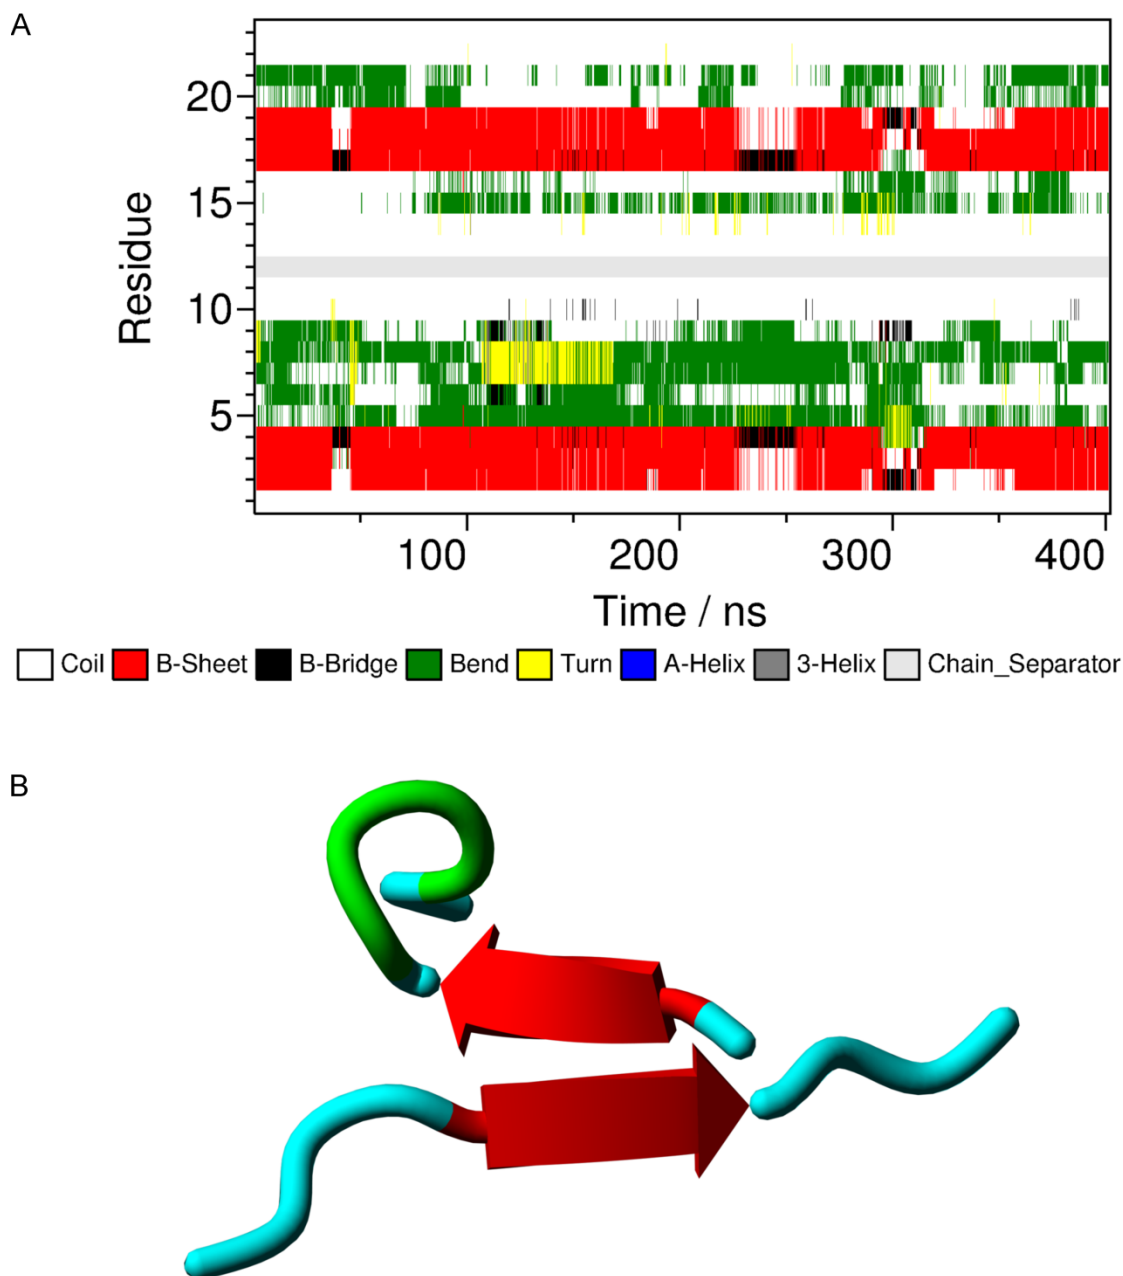 A
Residue
20
15
10
5
100 200 300 400
Time / ns
Coil B-Sheet B-Bridge Bend Turn A-Helix 3-Helix Chain_Separator
B